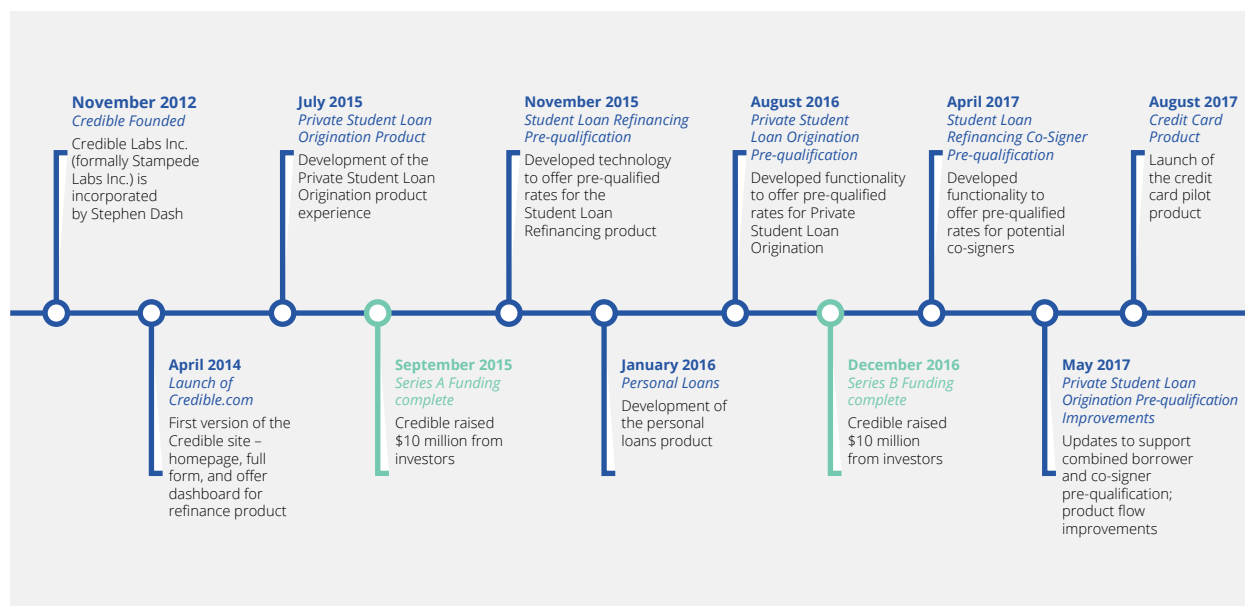 November 2012
Credible Founded
Credible Labs Inc.
(formally Stampede
Labs Inc.) is
incorporated
by Stephen Dash
July 2015
Private Student Loan
Origination Product
Development of the
Private Student Loan
Origination product
experience
November 2015
Student Loan Refinancing
Pre-qualification
Developed technology
to offer pre-qualified
rates for the
Student Loan
Refinancing product
August 2016
Private Student
Loan Origination
Pre-qualification
Developed functionality
to offer pre-qualified
rates for Private
Student Loan
Origination
April 2017
Student Loan
Refinancing Co-Signer
Pre-qualification
Developed
functionality to
offer pre-qualified
rates for potential
co-signers
August 2017
Credit Card
Product
Launch of
the credit
card pilot
product
April 2014
Launch of
Credible.com
First version of the
Credible site –
homepage, full
form, and offer
dashboard for
refinance product
September 2015
Series A Funding
complete
Credible raised
$10 million from
investors
January 2016
Personal Loans
Development of
the personal
loans product
December 2016
Series B Funding
complete
Credible raised
$10 million
from investors
May 2017
Private Student Loan
Origination Pre-qualification
Improvements
Updates to support
combined borrower
and co-signer
pre-qualification;
product flow
improvements